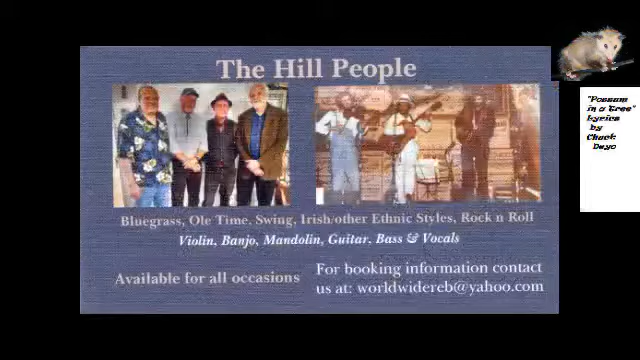 The Hill People
Bluegrass, Ole Time, Swing, Irish/other Ethnic Styles, Rock n Roll
Violin, Banjo, Mandolin, Guitar, Bass & Vocals
Available for all occasions
For booking information contact
us at: worldwidereb@yahoo.com
"Possum
in a Tree"
Lyrics
by
Chuck
Dayo